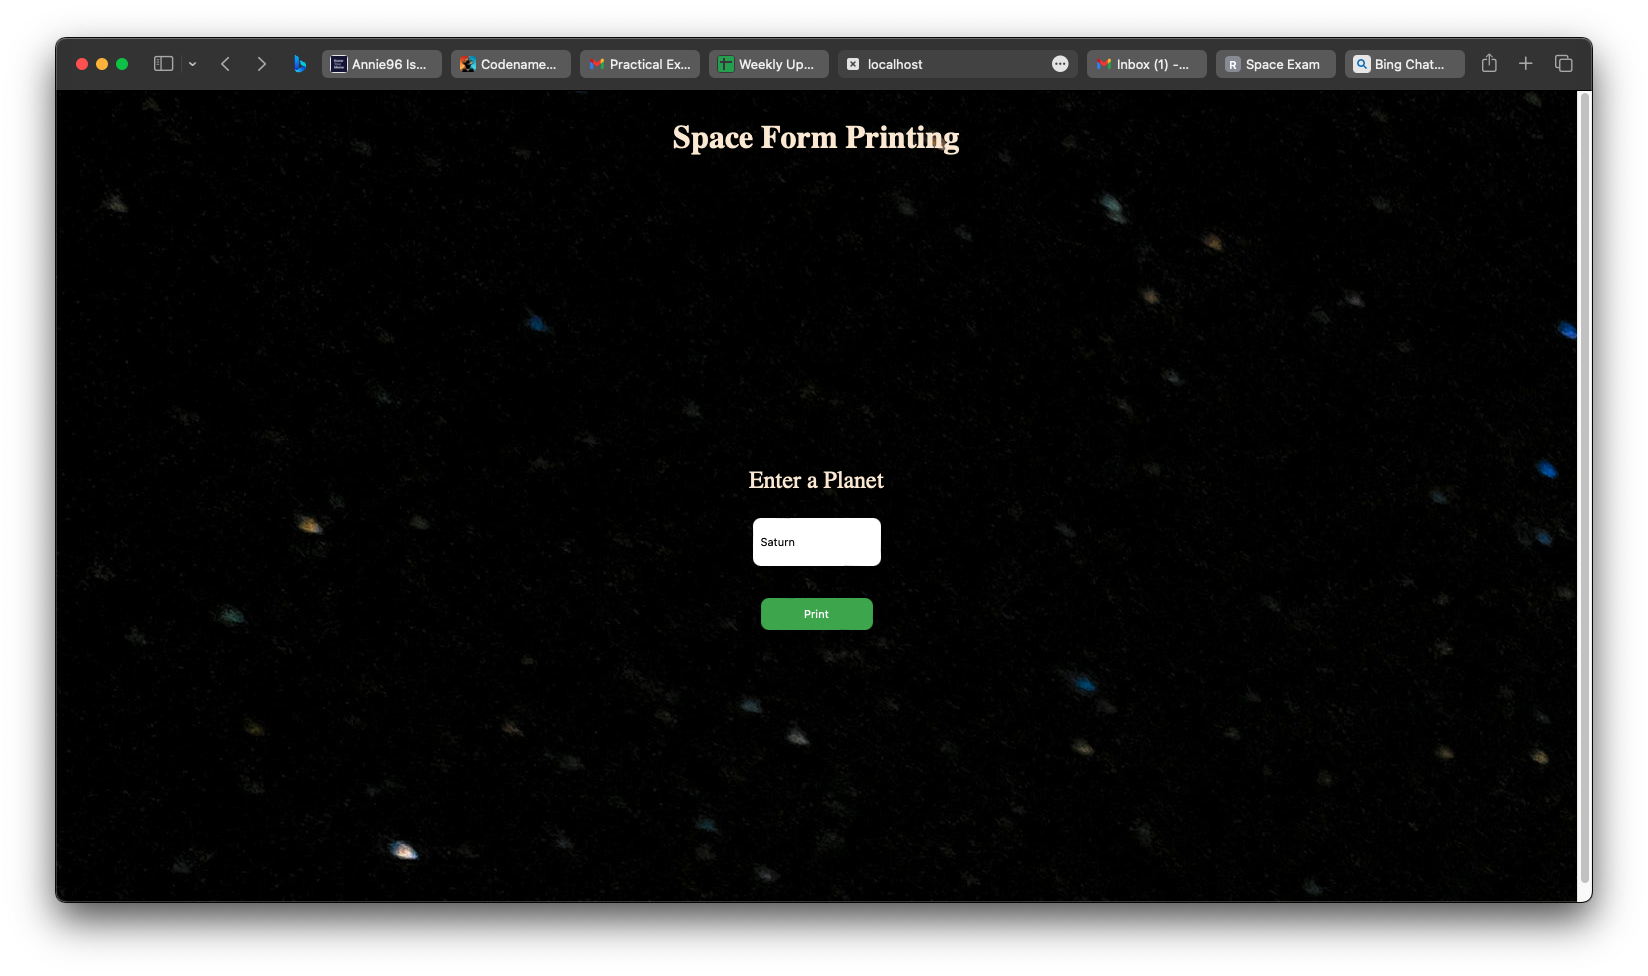 Annie96 Is...
Codename...
Practical Ex...
Weekly Up...
localhost
Inbox (1) -...
R Space Exam
Bing Chat...
Space Form Printing
Enter a Planet
Saturn
Print